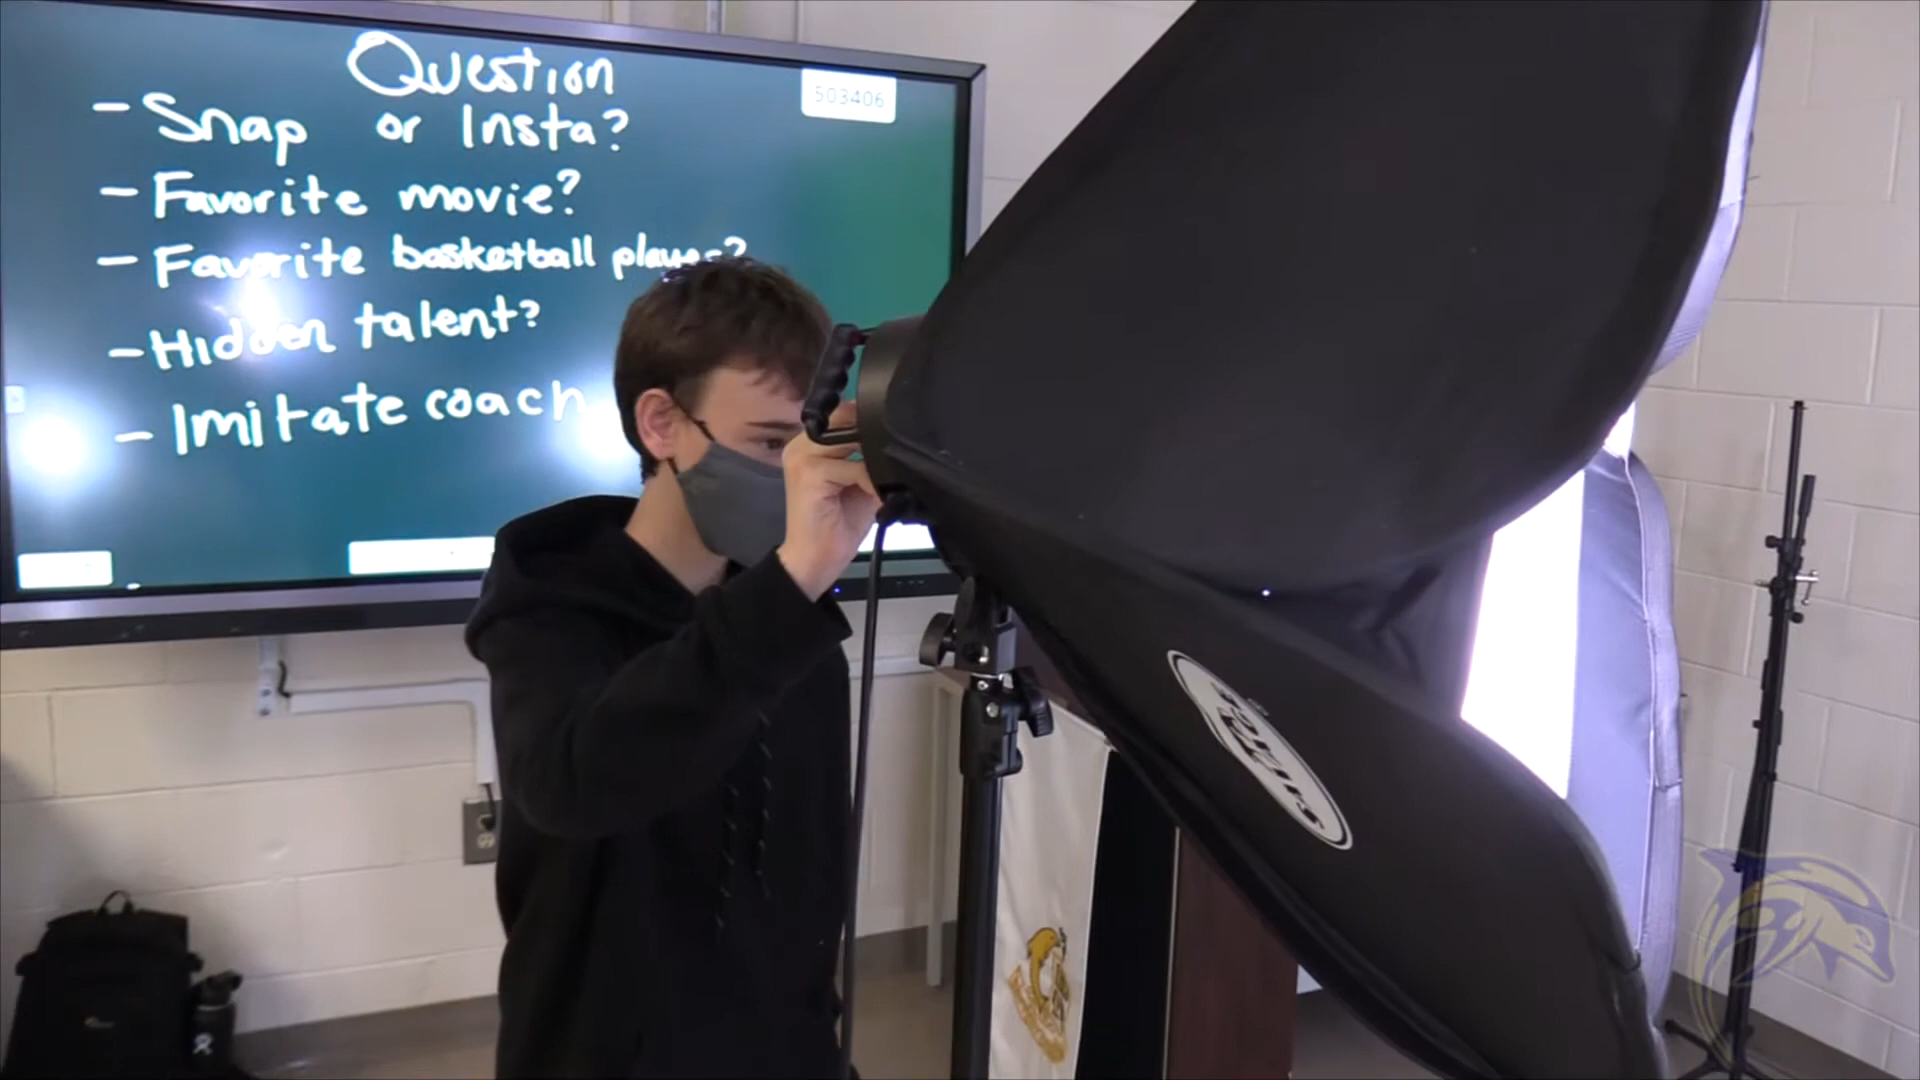 Question
503406
- Snap or Insta?
- Favorite movie?
- Favorite basketball player?
- Hidden talent?
- Imitate coach